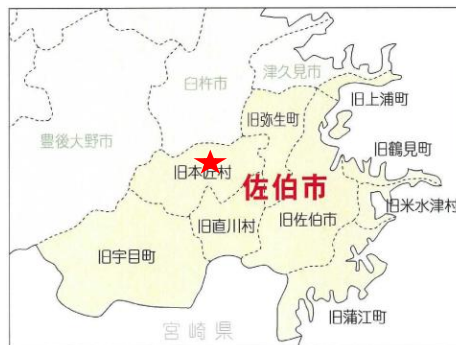 臼杵市
津久見市
旧上浦町
旧弥生町
豊後大野市
旧鶴見町
旧本匠村
佐伯市
旧米水津村
旧直川村
旧佐伯市
旧宇目町
旧蒲江町
宮崎県